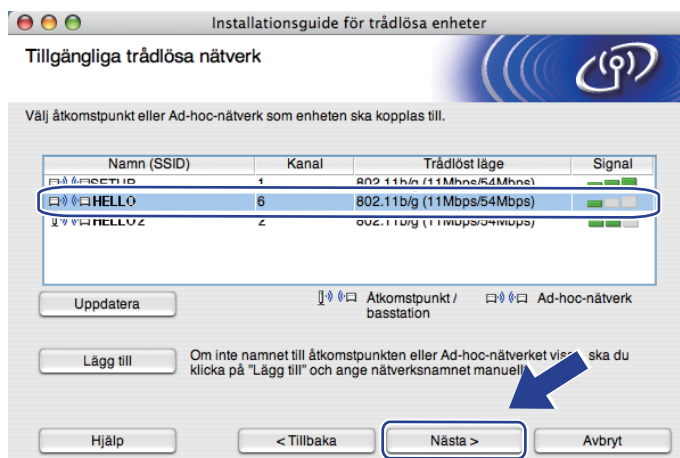 Installationsguide för trådlösa enheter
Tillgängliga trådlösa nätverk
Välj åtkomstpunkt eller Ad-hoc-nätverk som enheten ska kopplas till.
Namn (SSID) Kanal Trådlöst läge Signal
SETUP 1 802.11b/g (11Mbps/54Mbps)
HELLO 6 802.11b/g (11Mbps/54Mbps)
HELLO2 2 802.11b/g (11Mbps/54Mbps)
Uppdatera
Åtkomstpunkt / basstation
Ad-hoc-nätverk
Lägg till
Om inte namnet till åtkomstpunkten eller Ad-hoc-nätverket visas ska du
klicka på "Lägg till" och ange nätverksnamnet manuellt
Hjälp < Tillbaka Nästa > Avbryt